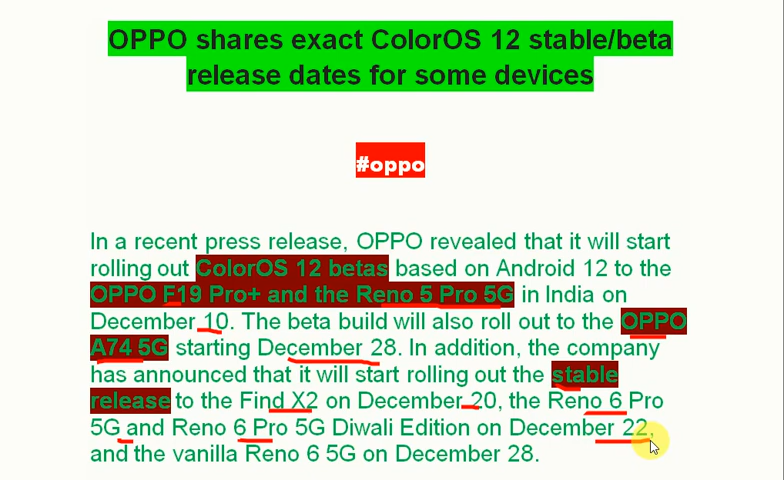 OPPO shares exact ColorOS 12 stable/beta
release dates for some devices
#oppo
In a recent press release, OPPO revealed that it will start
rolling out ColorOS 12 betas based on Android 12 to the
OPPO F19 Pro+ and the Reno 5 Pro 5G in India on
December 10. The beta build will also roll out to the OPPO
A74 5G starting December 28. In addition, the company
has announced that it will start rolling out the stable
release to the Find X2 on December 20, the Reno 6 Pro
5G and Reno 6 Pro 5G Diwali Edition on December 22,
and the vanilla Reno 6 5G on December 28.